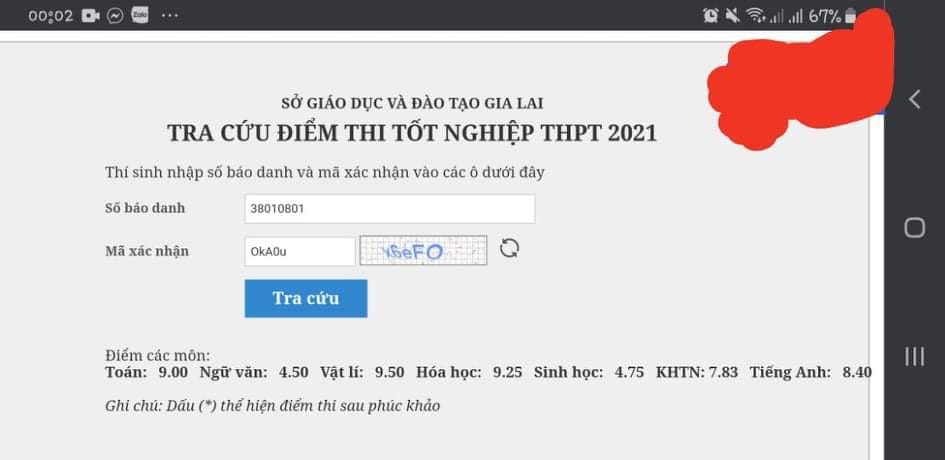 00:02 Zalo ... 67%
SỞ GIÁO DỤC VÀ ĐÀO TẠO GIA LAI
TRA CỨU ĐIỂM THI TỐT NGHIỆP THPT 2021
Thí sinh nhập số báo danh và mã xác nhận vào các ô dưới đây
Số báo danh 38010801
Mã xác nhận OkA0u x6eFO
Tra cứu
Điểm các môn:
Toán: 9.00 Ngữ văn: 4.50 Vật lí: 9.50 Hóa học: 9.25 Sinh học: 4.75 KHTN: 7.83 Tiếng Anh: 8.40
Ghi chú: Dấu (*) thể hiện điểm thi sau phúc khảo